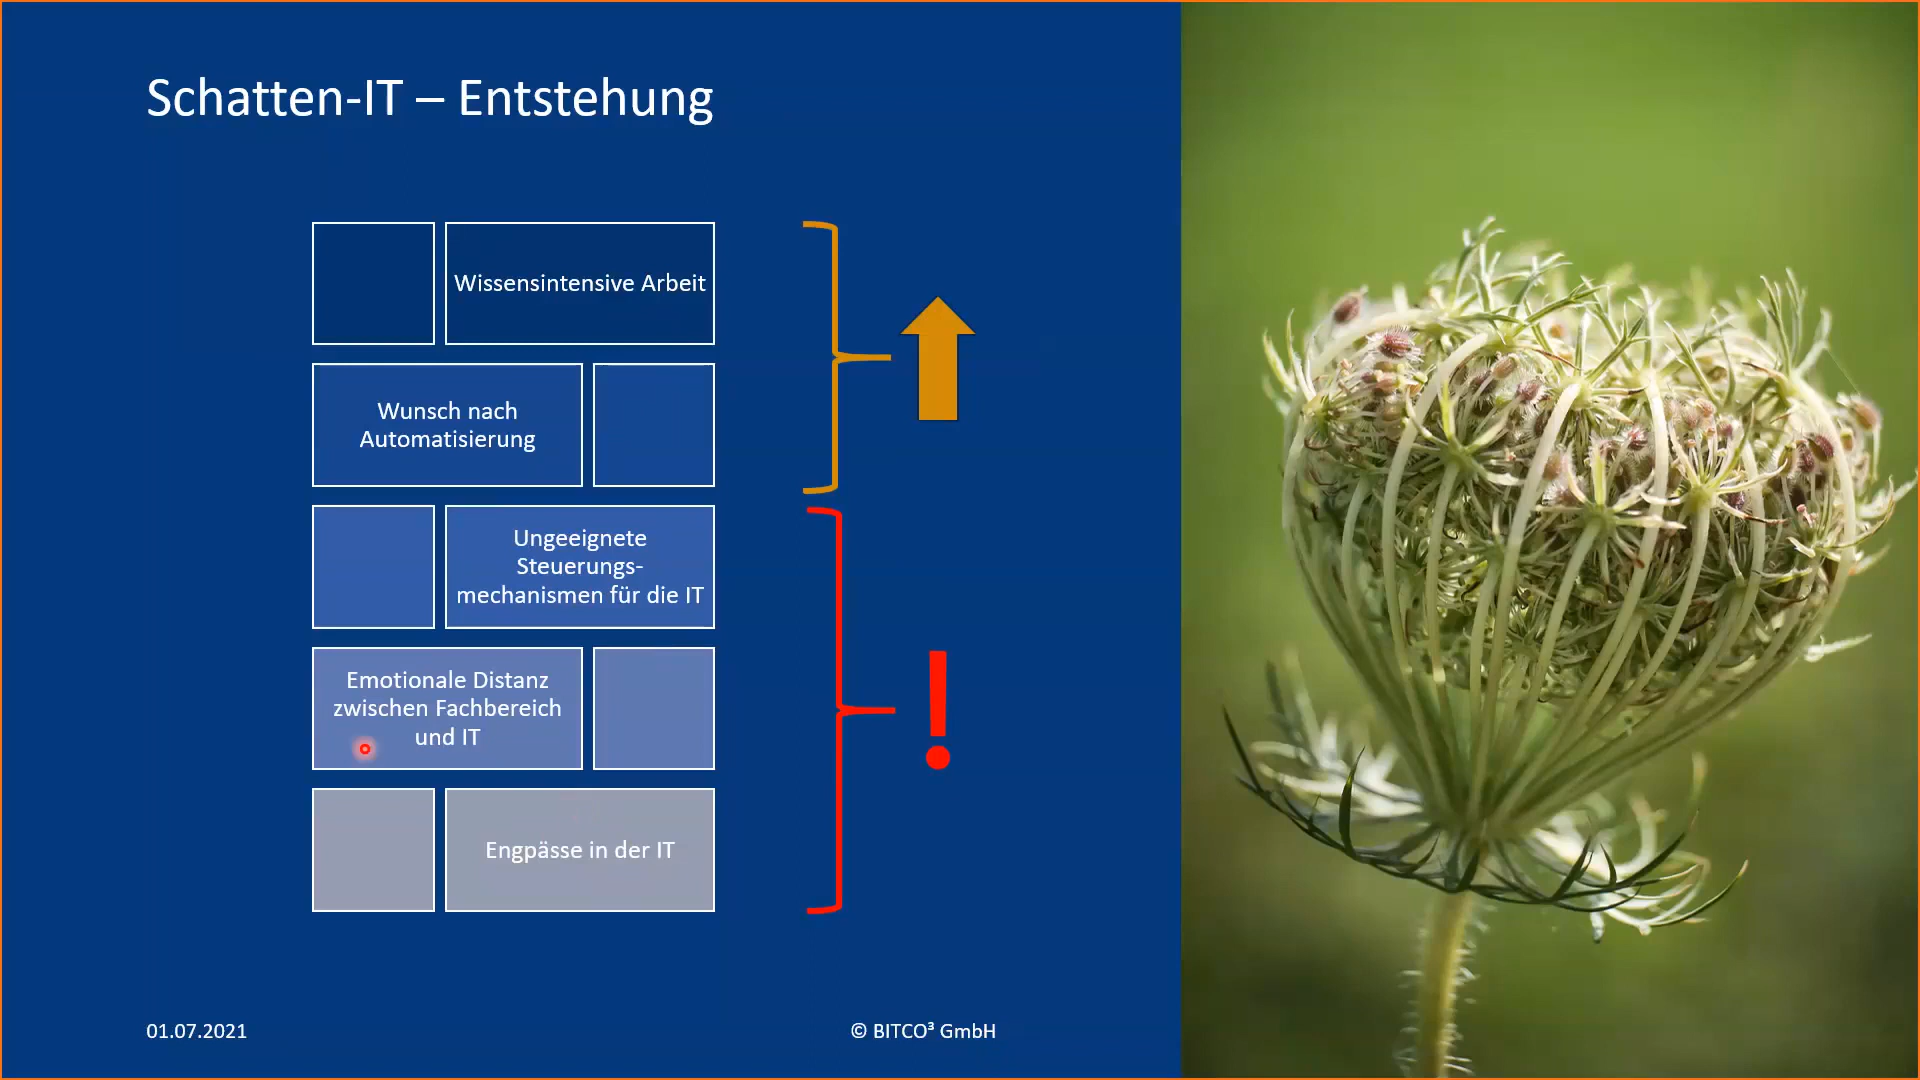 Schatten-IT – Entstehung
Wissensintensive Arbeit
Wunsch nach
Automatisierung
Ungeeignete
Steuerungs-
mechanismen für die IT
Emotionale Distanz
zwischen Fachbereich
und IT
Engpässe in der IT
!
01.07.2021
© BITCO³ GmbH